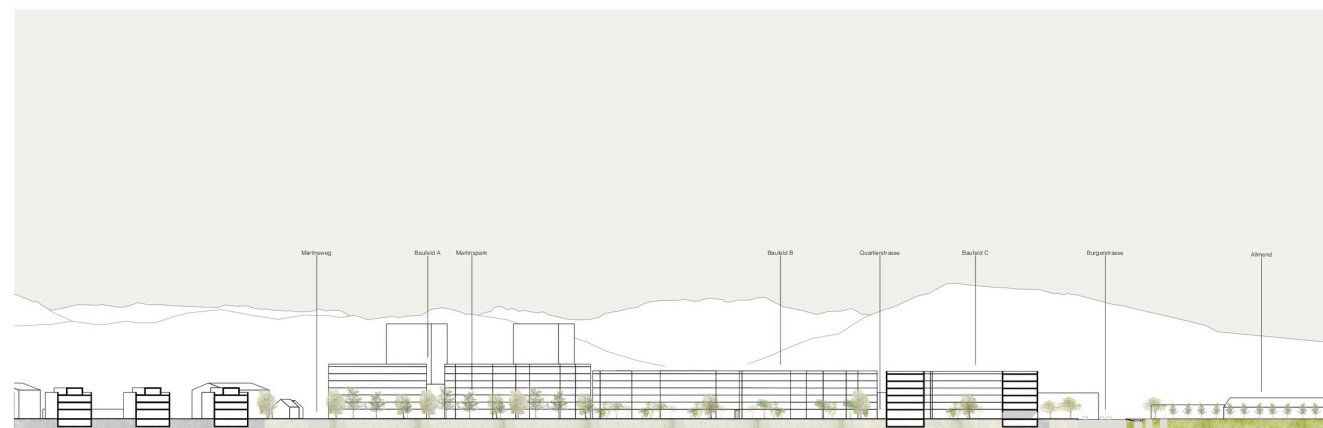 Martinsweg
Baufeld A
Martinspark
Baufeld B
Quartierstrasse
Baufeld C
Burgerstrasse
Allmend